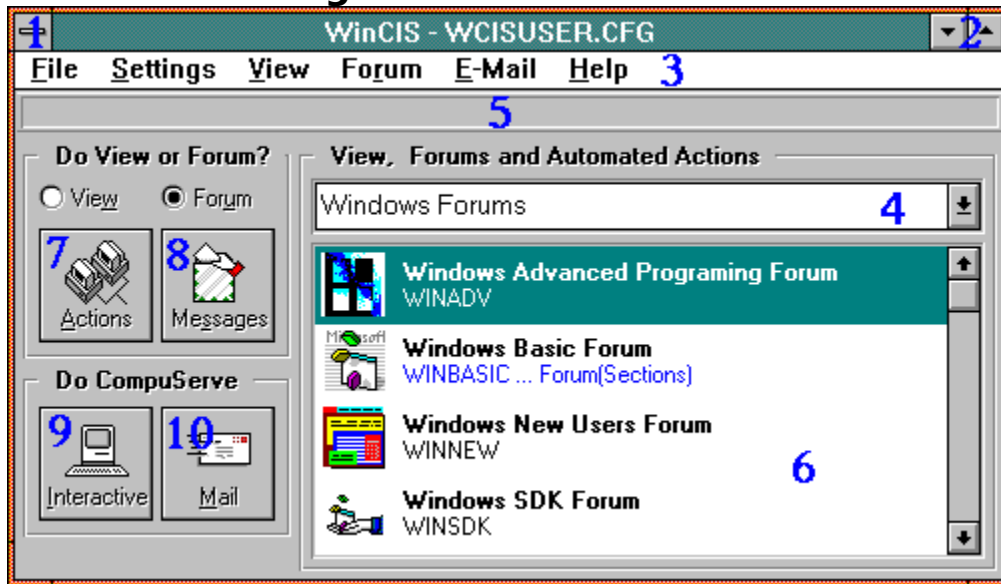 1 WinCIS - WCISUSER.CFG 2
File Settings View Forum E-Mail Help 3
5
Do View or Forum?
View Forum
7 Actions
8 Messages
Do CompuServe
9 Interactive
10 Mail
View, Forums and Automated Actions
Windows Forums 4
Windows Advanced Programing Forum
WINADV
Microsoft
Windows Basic Forum
WINBASIC ... Forum(Sections)
Windows New Users Forum
WINNEW
6
Windows SDK Forum
WINSDK